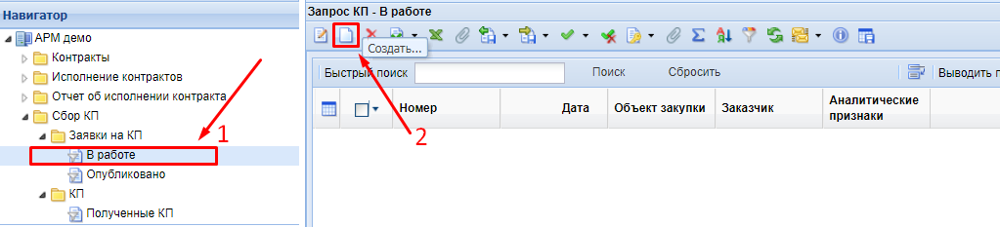 Навигатор
АРМ демо
Контракты
Исполнение контрактов
Отчет об исполнении контракта
Сбор КП
Заявки на КП
1
В работе
Опубликовано
КП
Полученные КП
Запрос КП - В работе
Создать...
Быстрый поиск Поиск Сбросить Выводить п
2
Номер Дата Объект закупки Заказчик Аналитические
признаки